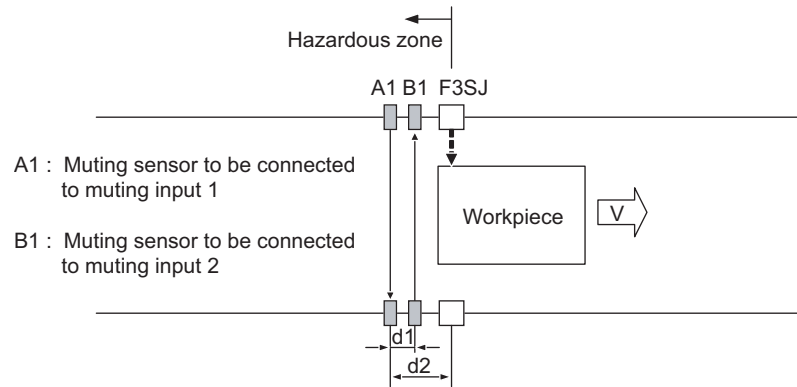 Hazardous zone
A1 B1 F3SJ
A1 : Muting sensor to be connected
to muting input 1
Workpiece
V
B1 : Muting sensor to be connected
to muting input 2
d1
d2